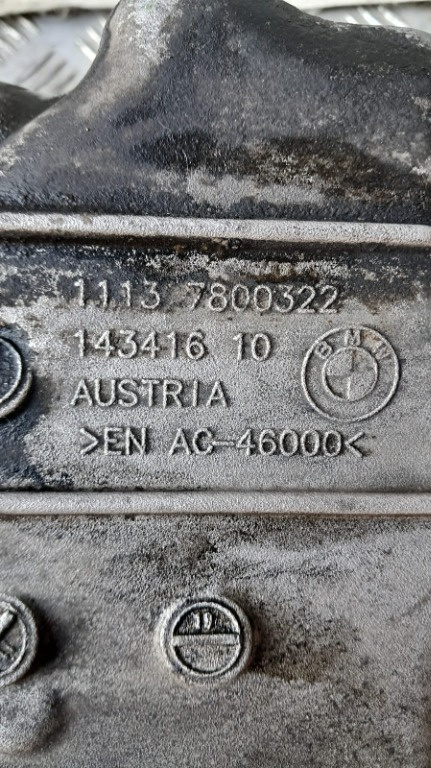 1113 7800322
143416 10
BMW
AUSTRIA
>EN AC-46000<